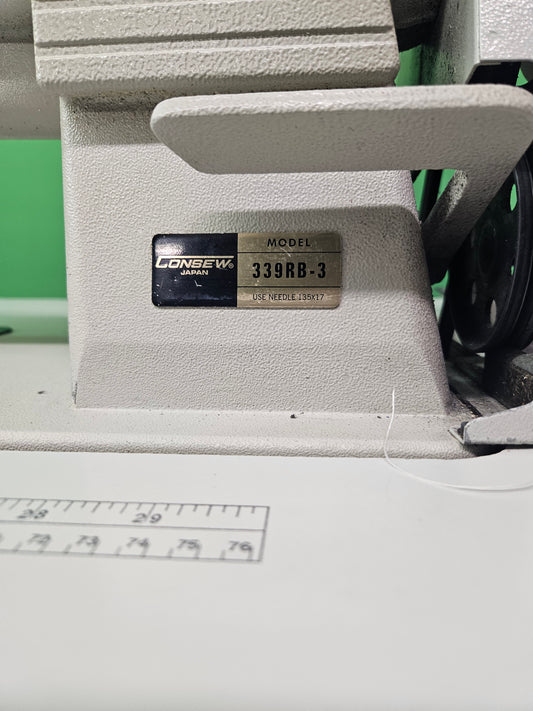 CONSEW®
JAPAN
MODEL
339RB-3
USE NEEDLE 135X17
28 29
72 73 74 75 76